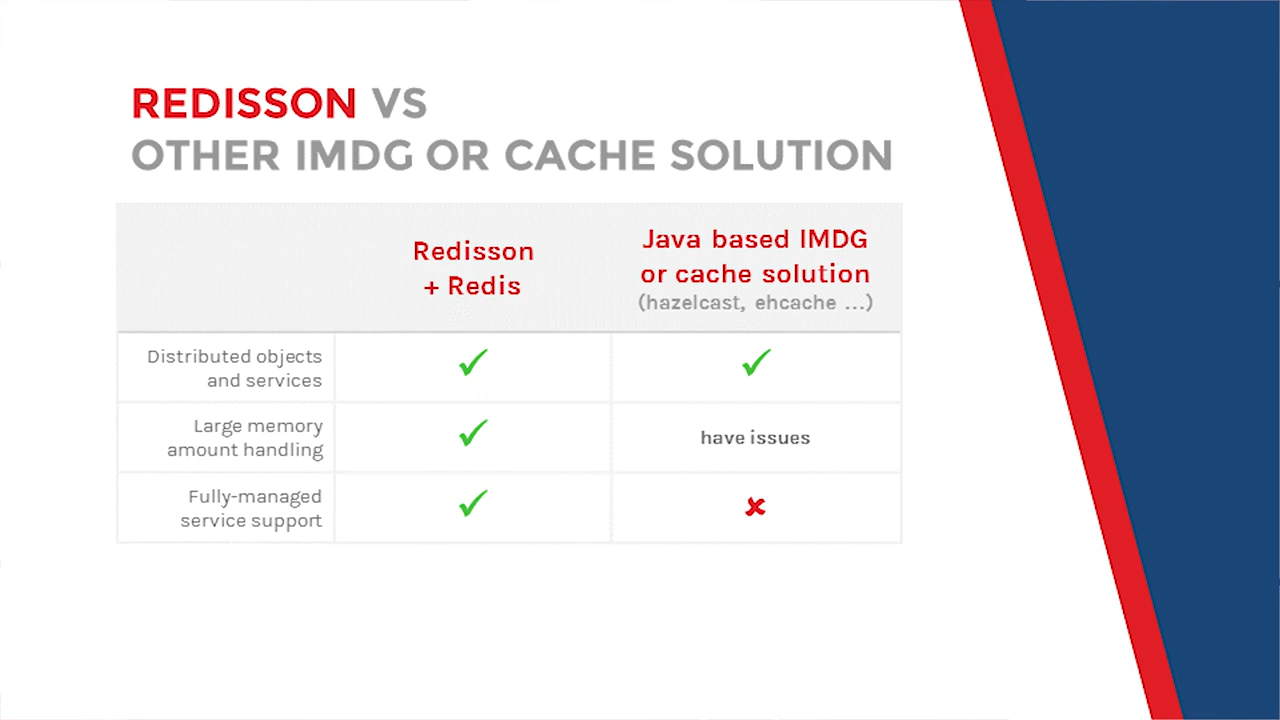 REDISSON VS
OTHER IMDG OR CACHE SOLUTION
Redisson
+ Redis
Java based IMDG
or cache solution
(hazelcast, ehcache ...)
Distributed objects
and services
Large memory
amount handling
have issues
Fully-managed
service support